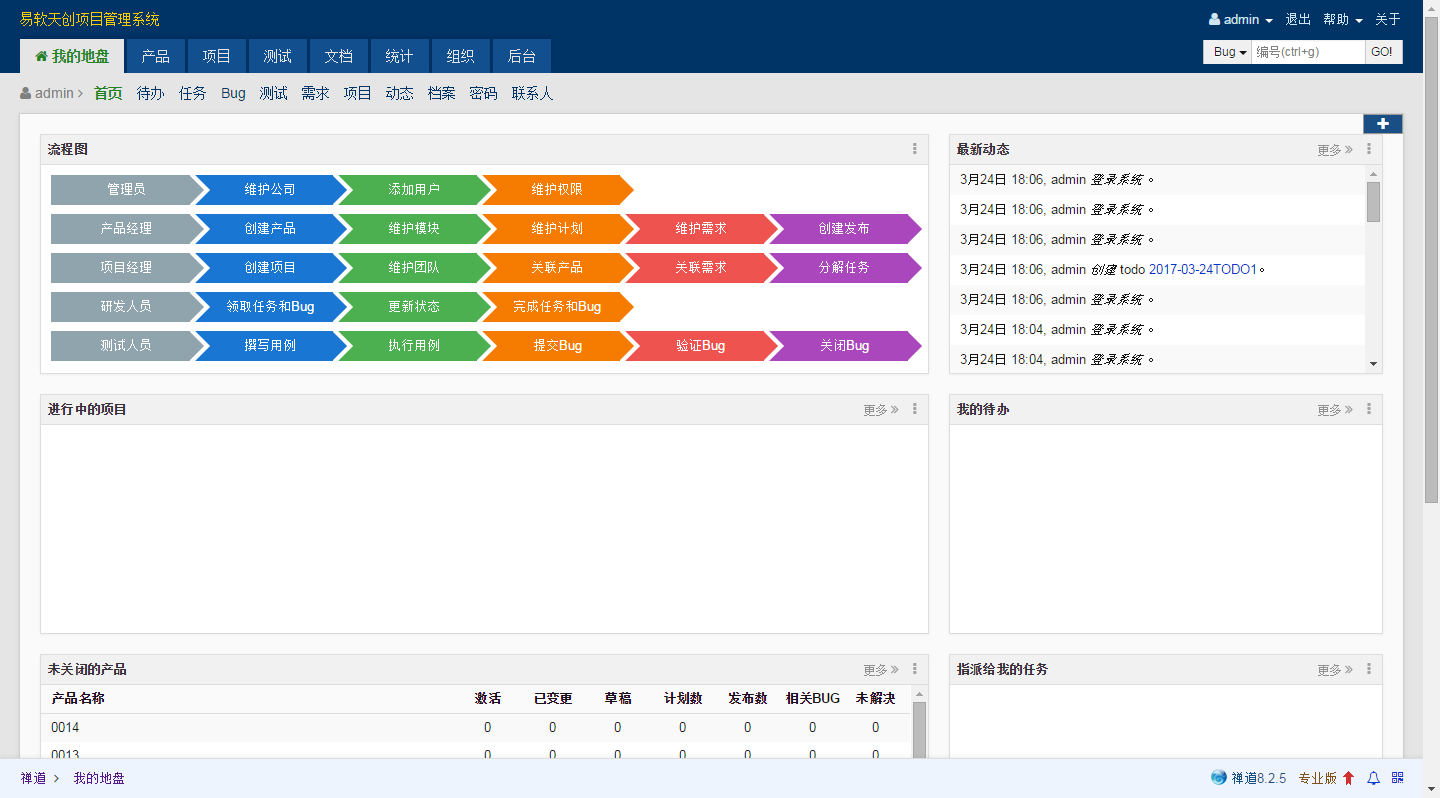 易软天创项目管理系统
admin 退出 帮助 关于
我的地盘 产品 项目 测试 文档 统计 组织 后台
Bug 编号(ctrl+g) GO!
admin 首页 待办 任务 Bug 测试 需求 项目 动态 档案 密码 联系人
流程图
管理员 维护公司 添加用户 维护权限
产品经理 创建产品 维护模块 维护计划 维护需求 创建发布
项目经理 创建项目 维护团队 关联产品 关联需求 分解任务
研发人员 领取任务和Bug 更新状态 完成任务和Bug
测试人员 撰写用例 执行用例 提交Bug 验证Bug 关闭Bug
最新动态 更多
3月24日 18:06, admin 登录系统。
3月24日 18:06, admin 登录系统。
3月24日 18:06, admin 登录系统。
3月24日 18:06, admin 创建 todo 2017-03-24TODO1。
3月24日 18:06, admin 登录系统。
3月24日 18:04, admin 登录系统。
3月24日 18:04, admin 登录系统。
进行中的项目 更多
我的待办 更多
未关闭的产品 更多
产品名称 激活 已变更 草稿 计划数 发布数 相关BUG 未解决
0014 0 0 0 0 0 0 0
0013 0 0 0 0 0 0 0
指派给我的任务 更多
禅道 我的地盘
禅道8.2.5 专业版